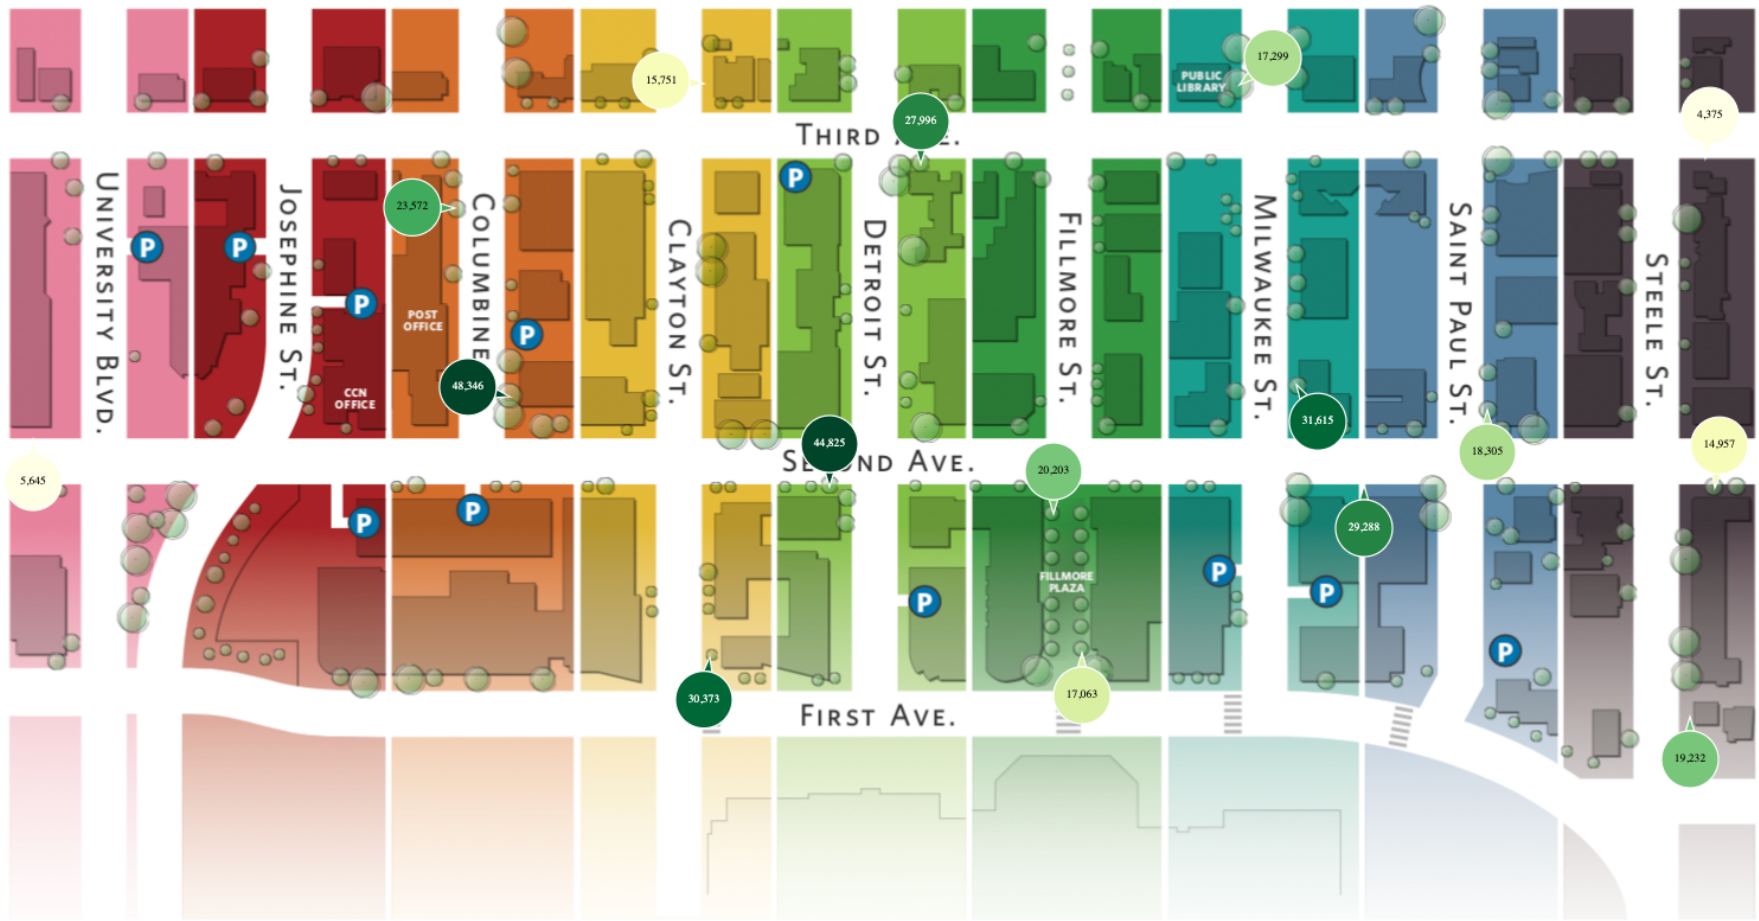 15,751
PUBLIC
LIBRARY
17,299
27,996
THIRD AVE.
4,375
UNIVERSITY BLVD.
P
P
JOSEPHINE ST.
P
23,572
POST
OFFICE
CCN
OFFICE
COLUMBINE
P
48,346
CLAYTON ST.
P
DETROIT ST.
FILLMORE ST.
MILWAUKEE ST.
31,615
SAINT PAUL ST.
18,305
STEELE ST.
14,957
5,645
44,825
SECOND AVE.
20,203
P
P
29,288
FILLMORE
PLAZA
P
P
P
P
30,373
17,063
FIRST AVE.
19,232